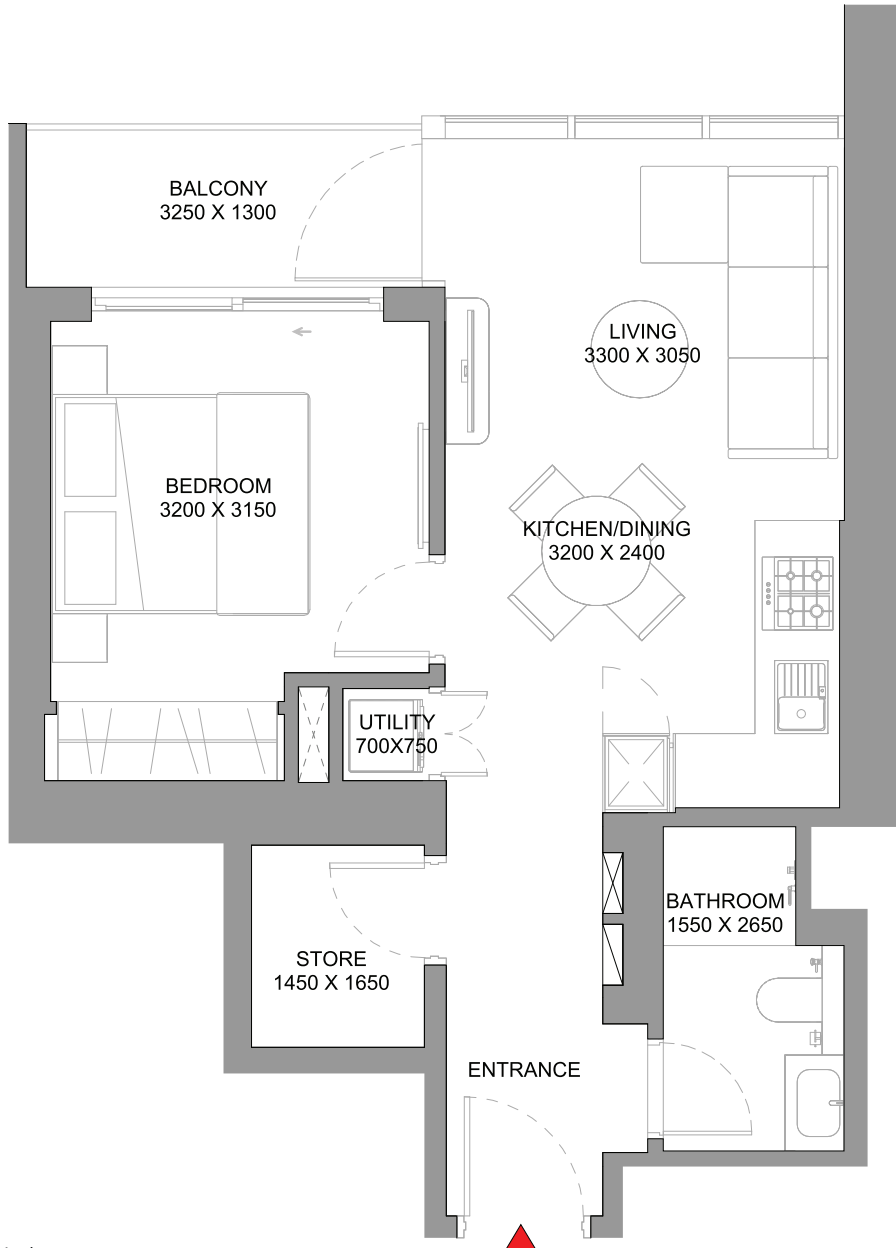 BALCONY
3250 X 1300
LIVING
3300 X 3050
BEDROOM
3200 X 3150
KITCHEN/DINING
3200 X 2400
UTILITY
700X750
BATHROOM
1550 X 2650
STORE
1450 X 1650
ENTRANCE